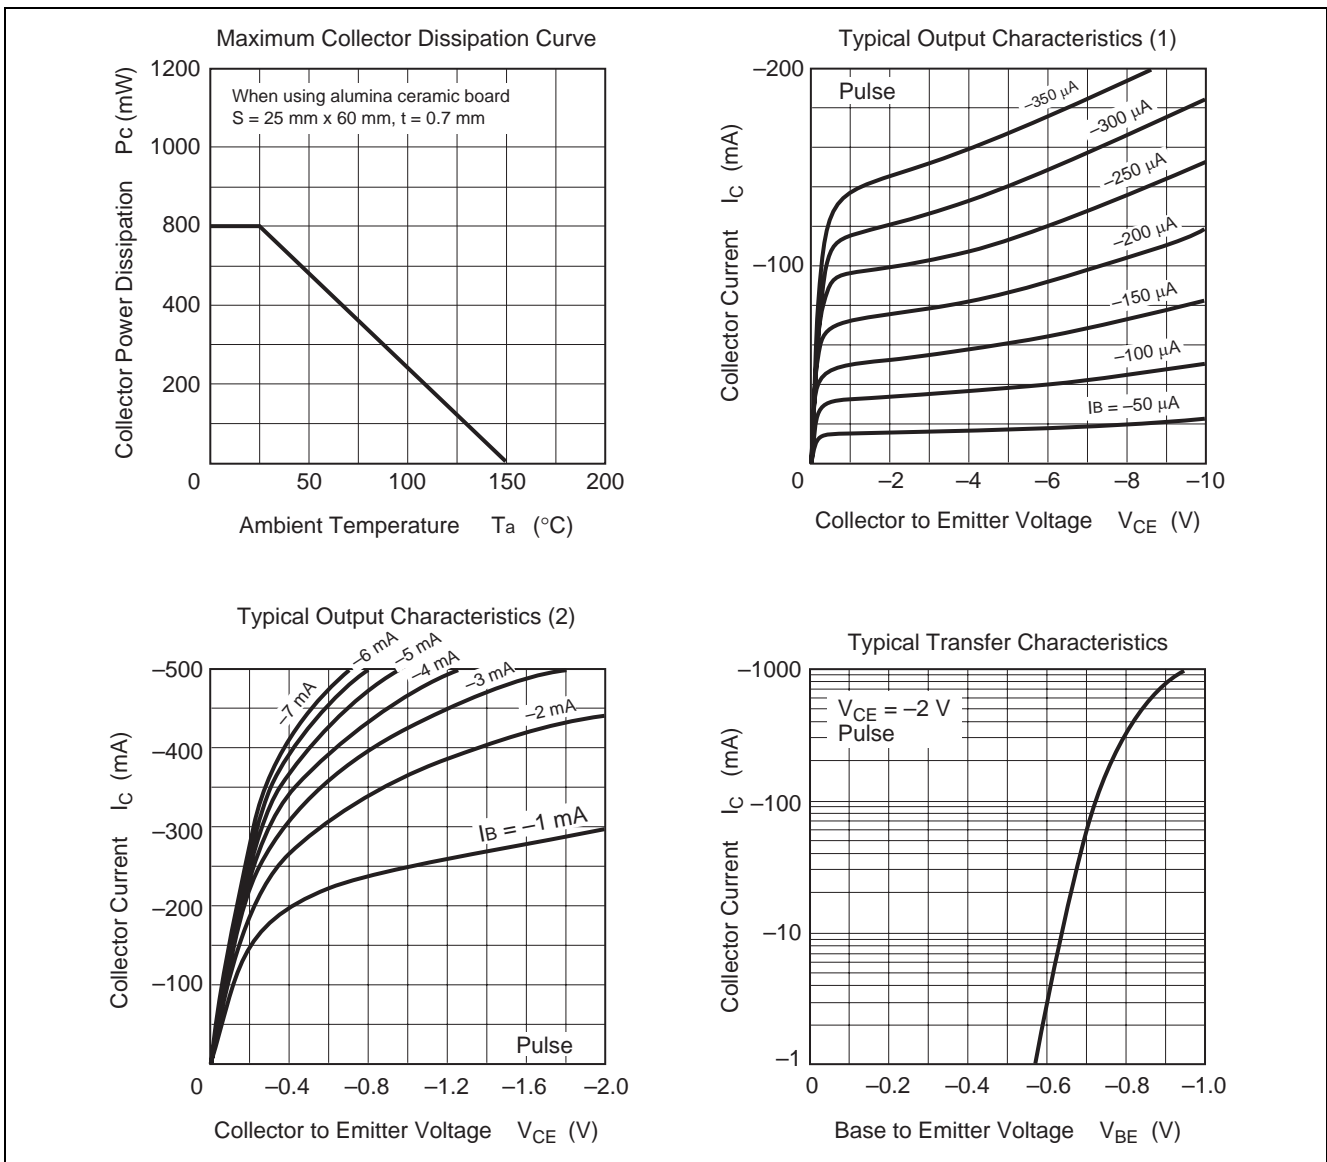 Maximum Collector Dissipation Curve
Collector Power Dissipation Pc (mW)
1200
1000
800
400
200
0
50
100
150
200
When using alumina ceramic board
S = 25 mm x 60 mm, t = 0.7 mm
Ambient Temperature Ta (°C)
Typical Output Characteristics (1)
Collector Current IC (mA)
–200
–100
0
–2
–4
–6
–8
–10
Pulse
–350 µA
–300 µA
–250 µA
–200 µA
–150 µA
–100 µA
IB = –50 µA
Collector to Emitter Voltage VCE (V)
Typical Output Characteristics (2)
Collector Current IC (mA)
–500
–400
–300
–200
–100
0
–0.4
–0.8
–1.2
–1.6
–2.0
–7 mA
–6 mA
–5 mA
–4 mA
–3 mA
–2 mA
IB = –1 mA
Pulse
Collector to Emitter Voltage VCE (V)
Typical Transfer Characteristics
Collector Current IC (mA)
–1000
–100
–10
–1
0
–0.2
–0.4
–0.6
–0.8
–1.0
VCE = –2 V
Pulse
Base to Emitter Voltage VBE (V)